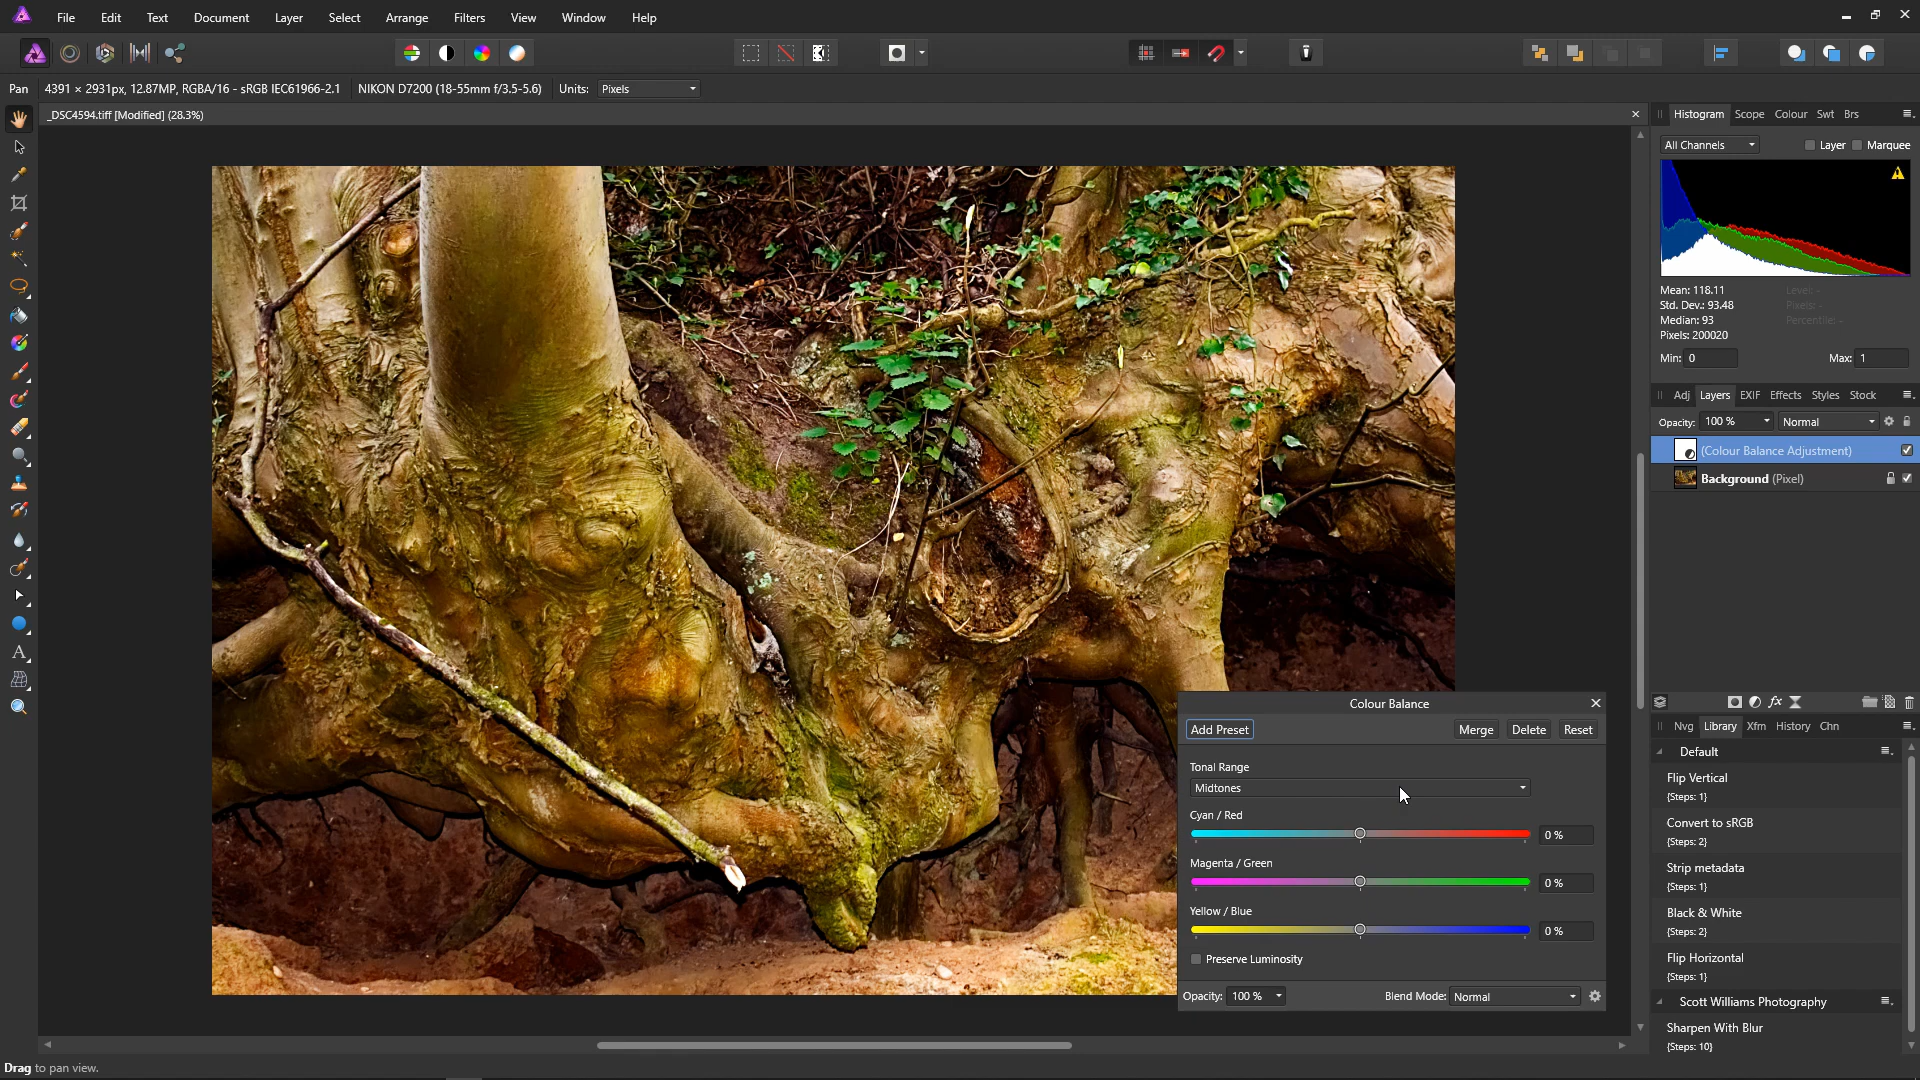 File Edit Text Document Layer Select Arrange Filters View Window Help
Pan 4391 × 2931px, 12.87MP, RGBA/16 - sRGB IEC61966-2.1 NIKON D7200 (18-55mm f/3.5-5.6) Units: Pixels
_DSC4594.tiff [Modified] (28.3%)
Histogram Scope Colour Swt Brs
All Channels Layer Marquee
Mean: 118.11 Level: -
Std. Dev.: 93.48 Pixels: -
Median: 93 Percentile: -
Pixels: 200020
Min: 0 Max: 1
Adj Layers EXIF Effects Styles Stock
Opacity: 100 % Normal
(Colour Balance Adjustment)
Background (Pixel)
Colour Balance
Add Preset Merge Delete Reset
Tonal Range
Midtones
Cyan / Red
0 %
Magenta / Green
0 %
Yellow / Blue
0 %
Preserve Luminosity
Opacity: 100 % Blend Mode: Normal
Nvg Library Xfm History Chn
Default
Flip Vertical
{Steps: 1}
Convert to sRGB
{Steps: 2}
Strip metadata
{Steps: 1}
Black & White
{Steps: 2}
Flip Horizontal
{Steps: 1}
Scott Williams Photography
Sharpen With Blur
{Steps: 10}
Drag to pan view.